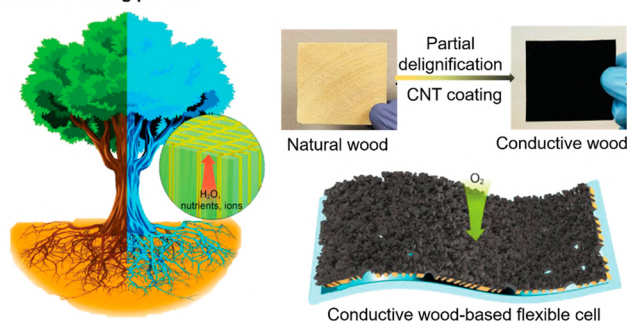 H₂O,
nutrients, ions
Partial
delignification
CNT coating
Natural wood
Conductive wood
O₂
Conductive wood-based flexible cell